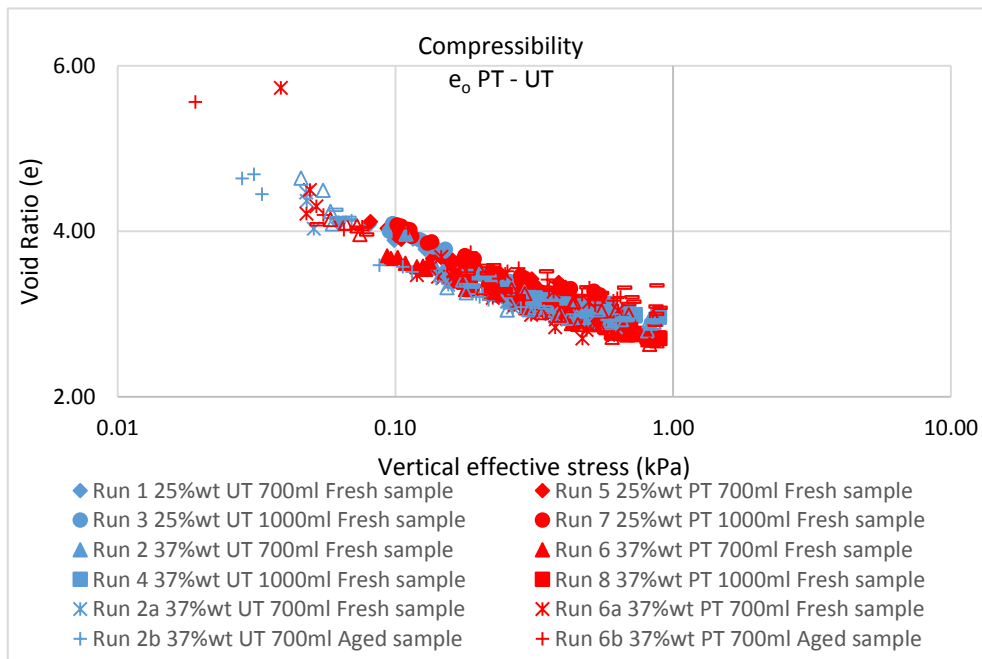 Compressibility
eₒ PT - UT
6.00
4.00
2.00
Void Ratio (e)
0.01 0.10 1.00 10.00
Vertical effective stress (kPa)
Run 1 25%wt UT 700ml Fresh sample
Run 5 25%wt PT 700ml Fresh sample
Run 3 25%wt UT 1000ml Fresh sample
Run 7 25%wt PT 1000ml Fresh sample
Run 2 37%wt UT 700ml Fresh sample
Run 6 37%wt PT 700ml Fresh sample
Run 4 37%wt UT 1000ml Fresh sample
Run 8 37%wt PT 1000ml Fresh sample
Run 2a 37%wt UT 700ml Fresh sample
Run 6a 37%wt PT 700ml Fresh sample
Run 2b 37%wt UT 700ml Aged sample
Run 6b 37%wt PT 700ml Aged sample